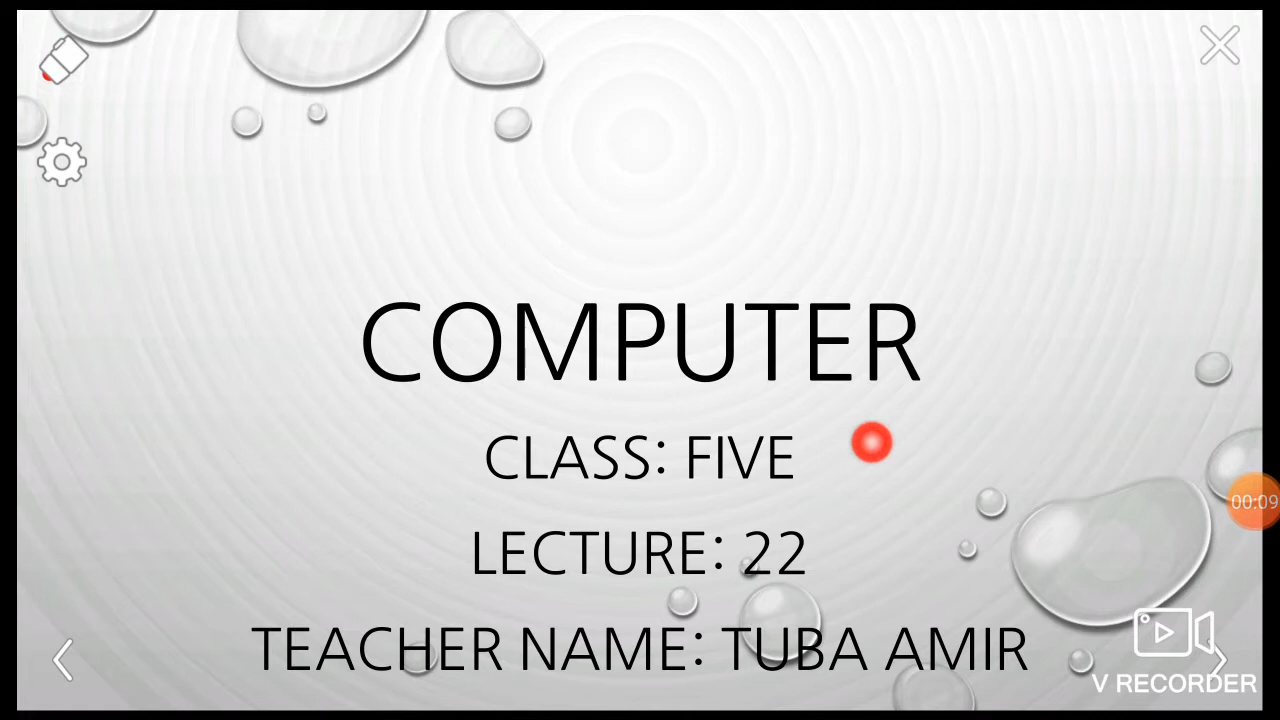 COMPUTER
CLASS: FIVE
00:09
LECTURE: 22
TEACHER NAME: TUBA AMIR
V RECORDER